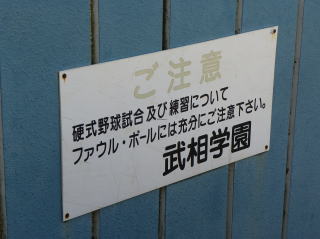 ご注意
硬式野球試合及び練習について
ファウル・ボールには充分にご注意下さい。
武相学園